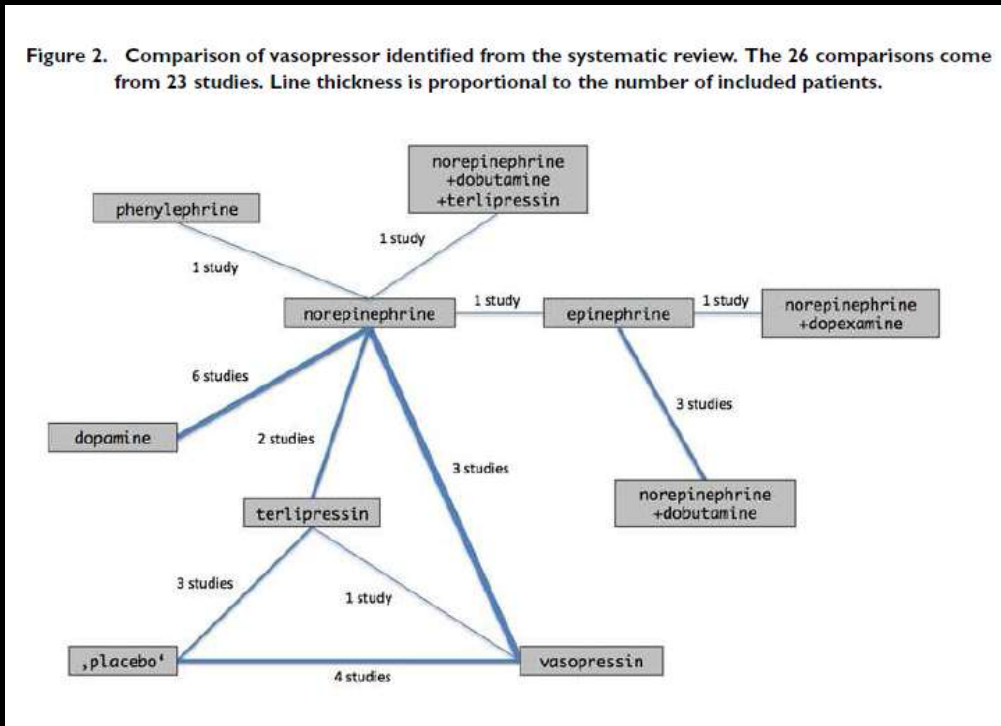 Figure 2. Comparison of vasopressor identified from the systematic review. The 26 comparisons come
from 23 studies. Line thickness is proportional to the number of included patients.
norepinephrine
+dobutamine
+terlipressin
phenylephrine
1 study
1 study
norepinephrine
1 study
epinephrine
1 study
norepinephrine
+dopexamine
6 studies
3 studies
dopamine
2 studies
3 studies
norepinephrine
+dobutamine
terlipressin
3 studies
1 study
‚placebo‘
vasopressin
4 studies